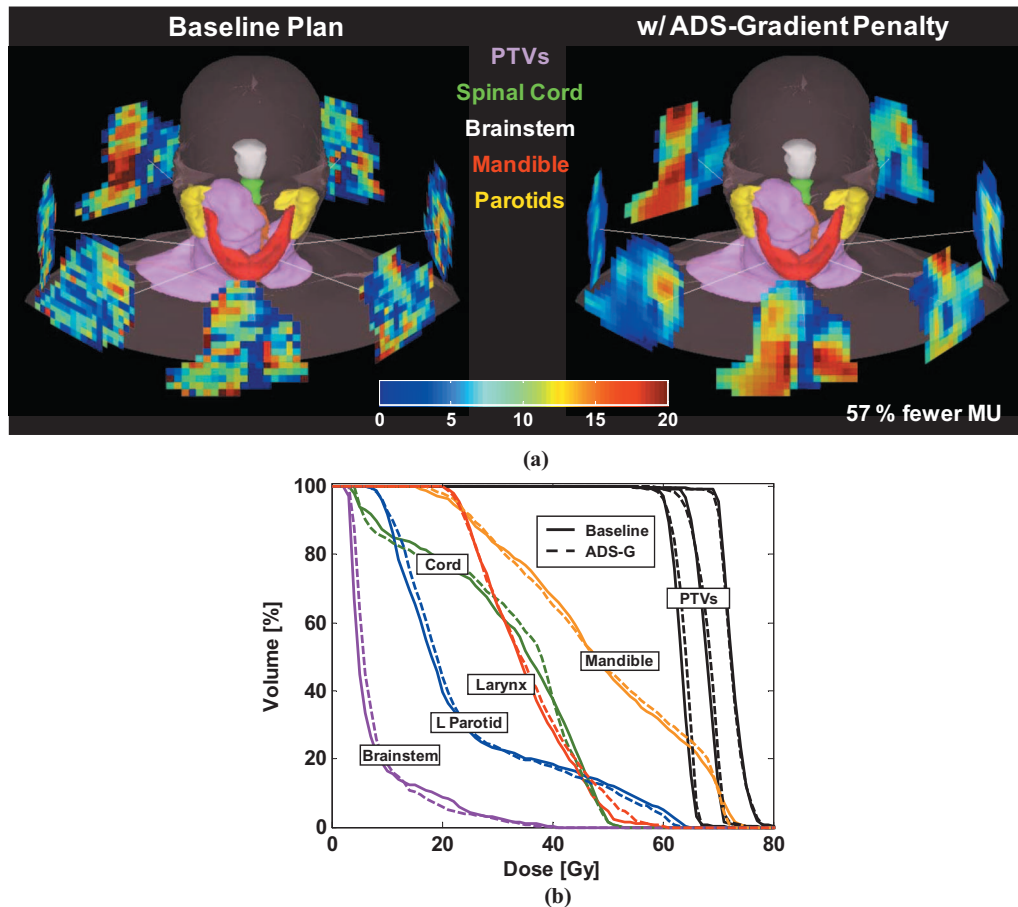 Baseline Plan
w/ ADS-Gradient Penalty
PTVs
Spinal Cord
Brainstem
Mandible
Parotids
0 5 10 15 20
57 % fewer MU
(a)
100
80
60
40
20
0
Volume [%]
Baseline
ADS-G
Cord
PTVs
Mandible
Larynx
L Parotid
Brainstem
0 20 40 60 80
Dose [Gy]
(b)